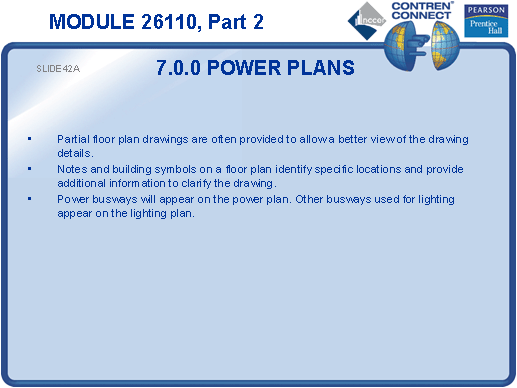 MODULE 26110, Part 2
nccer
CONTREN®
CONNECT
PEARSON
Prentice
Hall
SLIDE 42A
7.0.0 POWER PLANS
• Partial floor plan drawings are often provided to allow a better view of the drawing
details.
• Notes and building symbols on a floor plan identify specific locations and provide
additional information to clarify the drawing.
• Power busways will appear on the power plan. Other busways used for lighting
appear on the lighting plan.